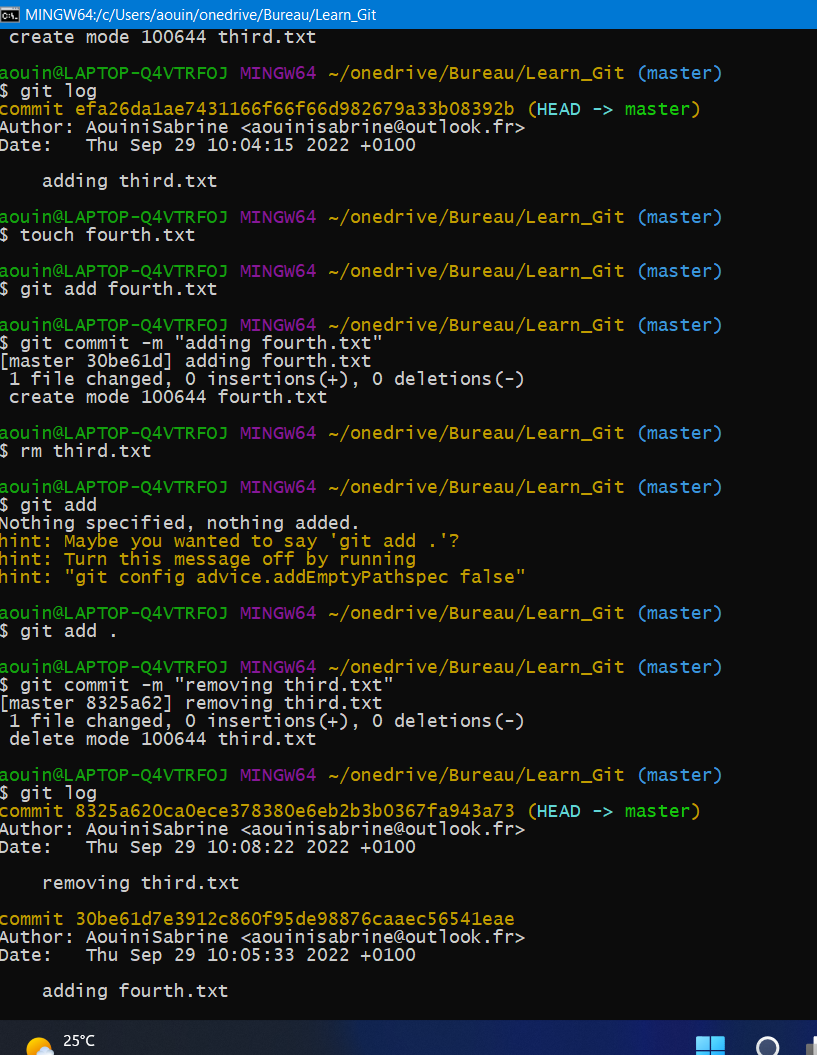 MINGW64:/c/Users/aouin/onedrive/Bureau/Learn_Git
create mode 100644 third.txt
aouin@LAPTOP-Q4VTRFOJ MINGW64 ~/onedrive/Bureau/Learn_Git (master)
$ git log
commit efa26da1ae7431166f66f66d982679a33b08392b (HEAD -> master)
Author: AouiniSabrine <aouinisabrine@outlook.fr>
Date:   Thu Sep 29 10:04:15 2022 +0100
adding third.txt
aouin@LAPTOP-Q4VTRFOJ MINGW64 ~/onedrive/Bureau/Learn_Git (master)
$ touch fourth.txt
aouin@LAPTOP-Q4VTRFOJ MINGW64 ~/onedrive/Bureau/Learn_Git (master)
$ git add fourth.txt
aouin@LAPTOP-Q4VTRFOJ MINGW64 ~/onedrive/Bureau/Learn_Git (master)
$ git commit -m "adding fourth.txt"
[master 30be61d] adding fourth.txt
1 file changed, 0 insertions(+), 0 deletions(-)
create mode 100644 fourth.txt
aouin@LAPTOP-Q4VTRFOJ MINGW64 ~/onedrive/Bureau/Learn_Git (master)
$ rm third.txt
aouin@LAPTOP-Q4VTRFOJ MINGW64 ~/onedrive/Bureau/Learn_Git (master)
$ git add
Nothing specified, nothing added.
hint: Maybe you wanted to say 'git add .'?
hint: Turn this message off by running
hint: "git config advice.addEmptyPathspec false"
aouin@LAPTOP-Q4VTRFOJ MINGW64 ~/onedrive/Bureau/Learn_Git (master)
$ git add .
aouin@LAPTOP-Q4VTRFOJ MINGW64 ~/onedrive/Bureau/Learn_Git (master)
$ git commit -m "removing third.txt"
[master 8325a62] removing third.txt
1 file changed, 0 insertions(+), 0 deletions(-)
delete mode 100644 third.txt
aouin@LAPTOP-Q4VTRFOJ MINGW64 ~/onedrive/Bureau/Learn_Git (master)
$ git log
commit 8325a620ca0ece378380e6eb2b3b0367fa943a73 (HEAD -> master)
Author: AouiniSabrine <aouinisabrine@outlook.fr>
Date:   Thu Sep 29 10:08:22 2022 +0100
removing third.txt
commit 30be61d7e3912c860f95de98876caaec56541eae
Author: AouiniSabrine <aouinisabrine@outlook.fr>
Date:   Thu Sep 29 10:05:33 2022 +0100
adding fourth.txt
25°C